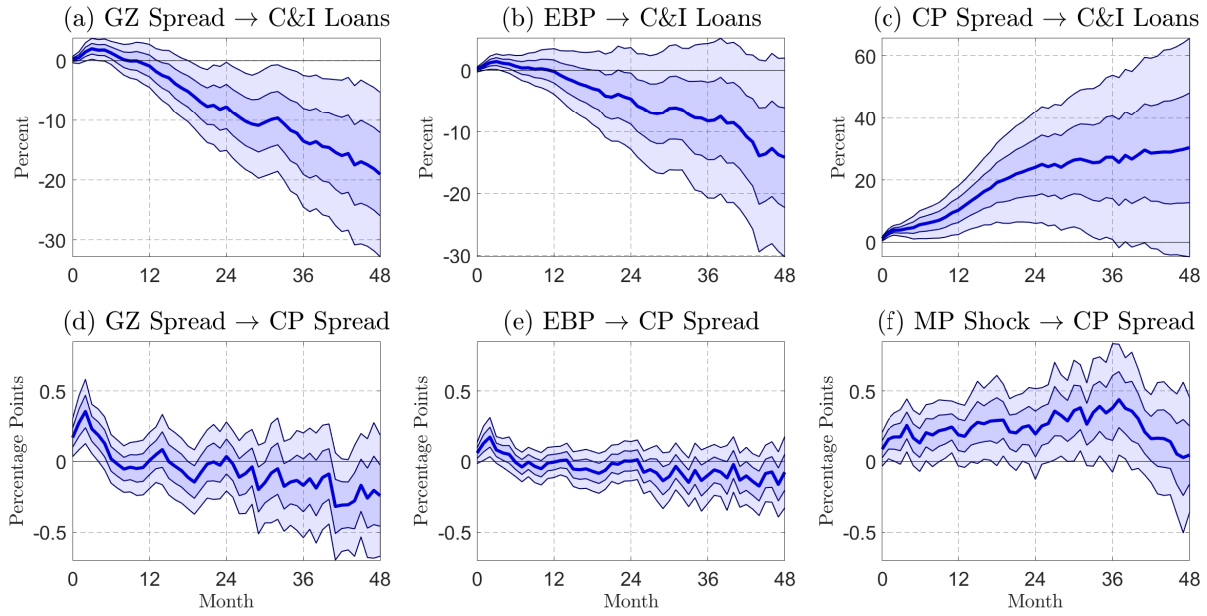 (a) GZ Spread → C&I Loans
(b) EBP → C&I Loans
(c) CP Spread → C&I Loans
Percent
0
-10
-20
-30
0 12 24 36 48
Percent
0
-10
-20
-30
0 12 24 36 48
Percent
60
40
20
0
0 12 24 36 48
(d) GZ Spread → CP Spread
(e) EBP → CP Spread
(f) MP Shock → CP Spread
Percentage Points
0.5
0
-0.5
0 12 24 36 48
Month
Percentage Points
0.5
0
-0.5
0 12 24 36 48
Month
Percentage Points
0.5
0
-0.5
0 12 24 36 48
Month